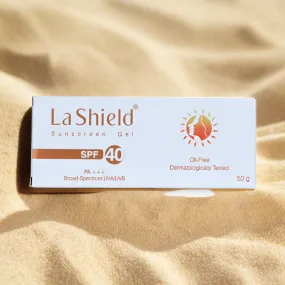 La Shield®
Sunscreen Gel
SPF 40
PA +++
Broad-Spectrum UVA/UVB
Oil-Free
Dermatologically Tested
50 g